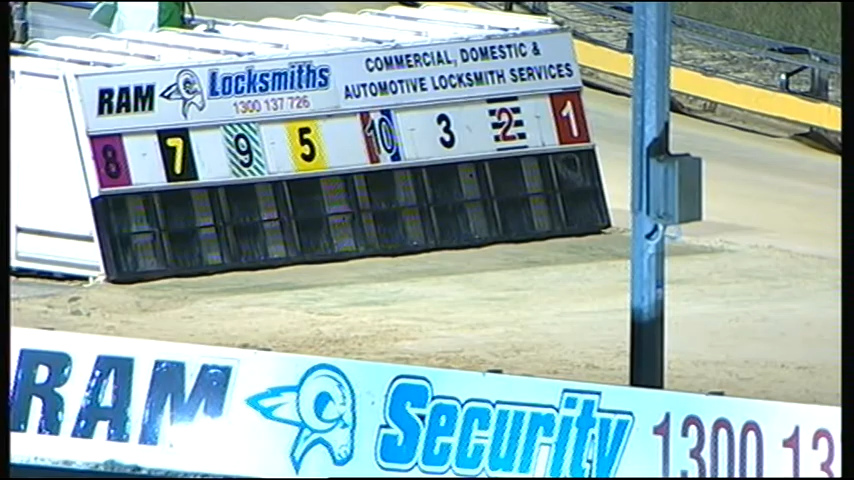 RAM Locksmiths
1300 137 726
COMMERCIAL, DOMESTIC &
AUTOMOTIVE LOCKSMITH SERVICES
8 7 9 5 10 3 2 1
RAM Security 1300 13